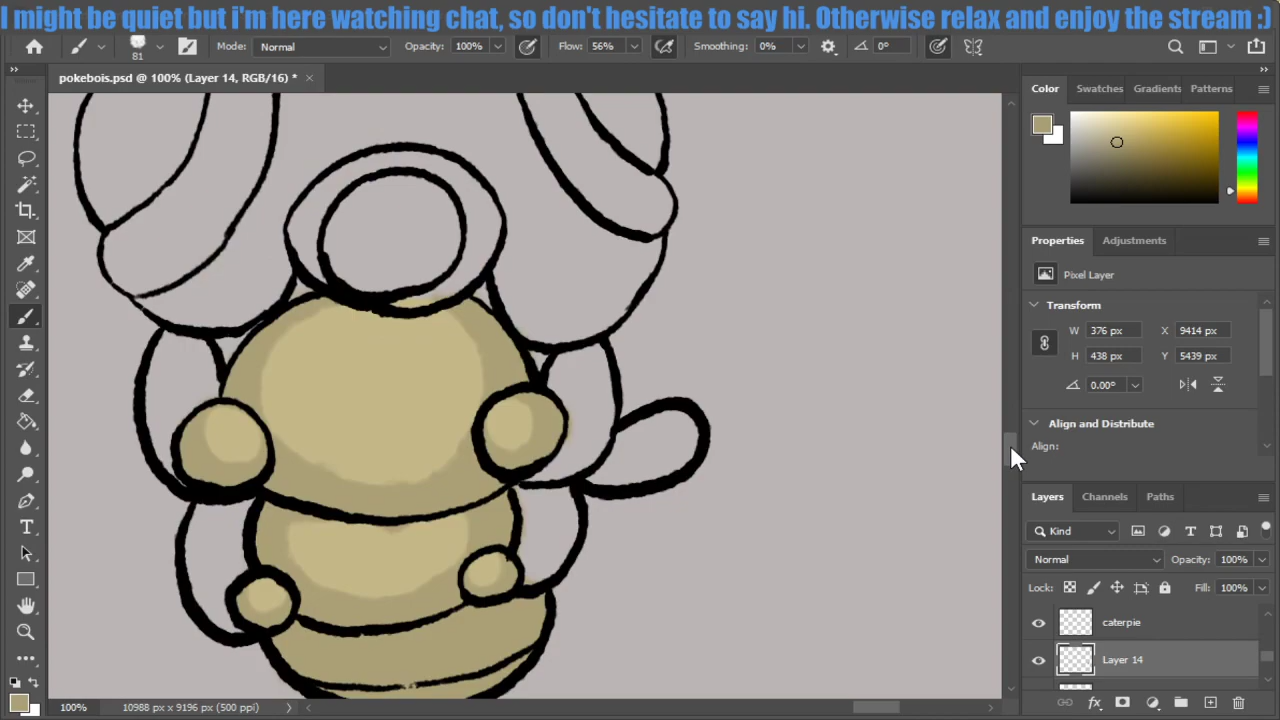 I might be quiet but i'm here watching chat, so don't hesitate to say hi. Otherwise relax and enjoy the stream :)
81 Mode: Normal Opacity: 100% Flow: 56% Smoothing: 0% 0°
pokebois.psd @ 100% (Layer 14, RGB/16) *
Color Swatches Gradients Patterns
Properties Adjustments
Pixel Layer
Transform
W 376 px X 9414 px
H 438 px Y 5439 px
0.00°
Align and Distribute
Align:
Layers Channels Paths
Kind
Normal Opacity: 100%
Lock: Fill: 100%
caterpie
Layer 14
100% 10988 px x 9196 px (500 ppi)